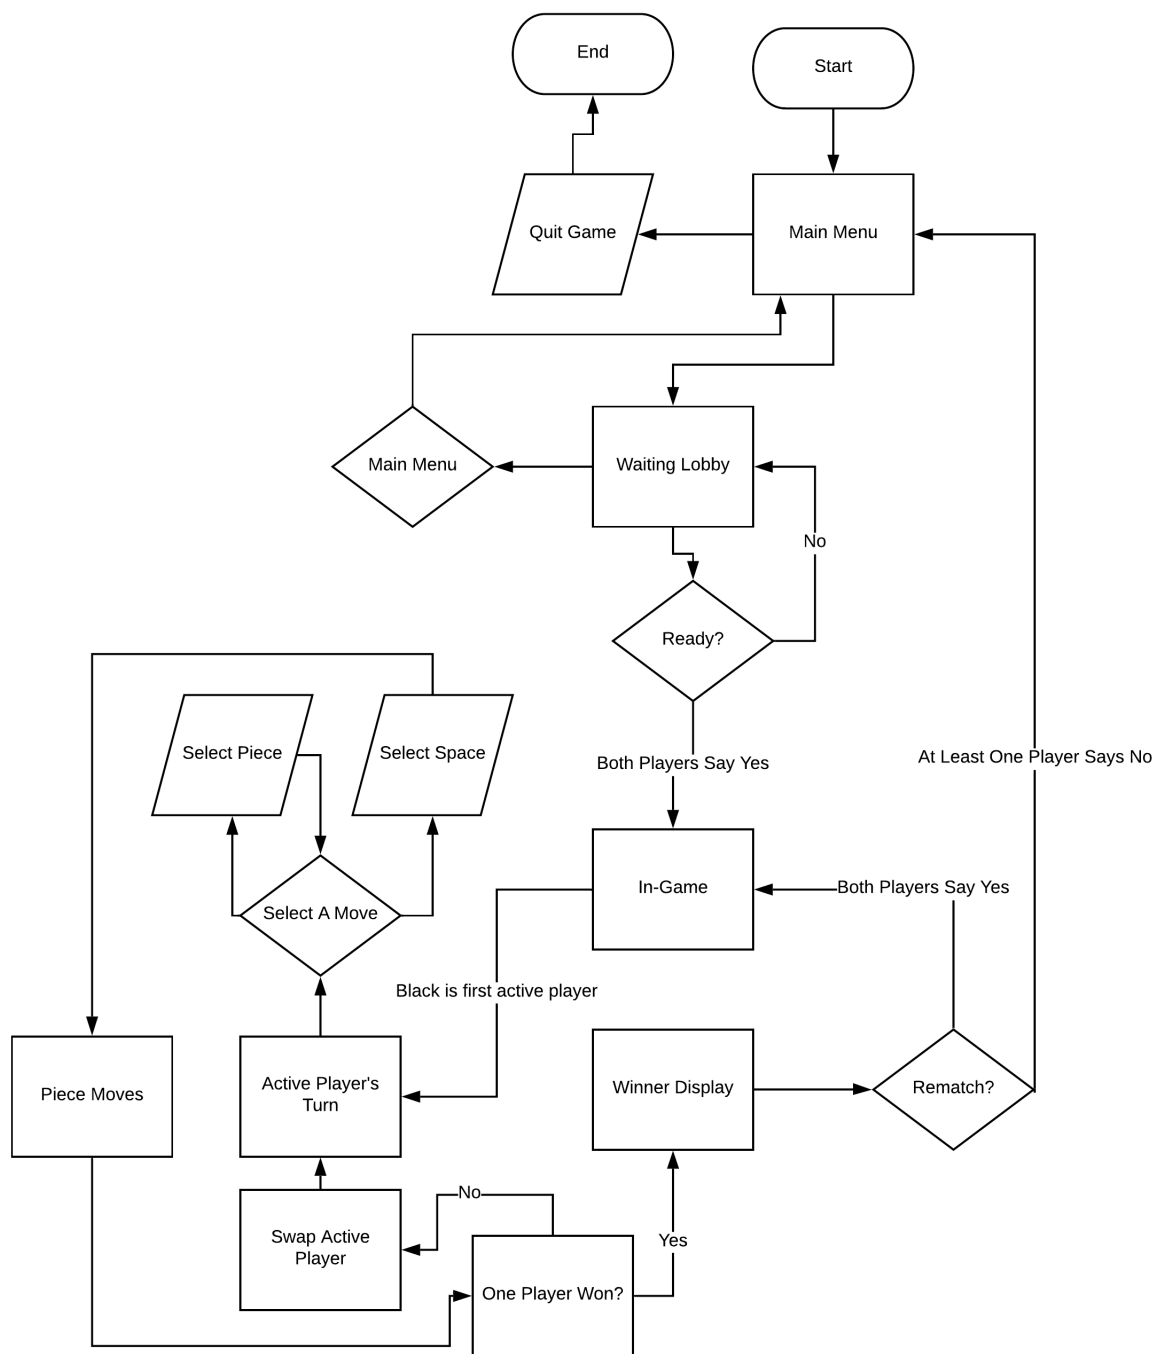 End
Start
Quit Game
Main Menu
Main Menu
Waiting Lobby
No
Ready?
Select Piece
Select Space
Both Players Say Yes
At Least One Player Says No
In-Game
Both Players Say Yes
Select A Move
Black is first active player
Piece Moves
Active Player's
Turn
Winner Display
Rematch?
No
Swap Active
Player
Yes
One Player Won?